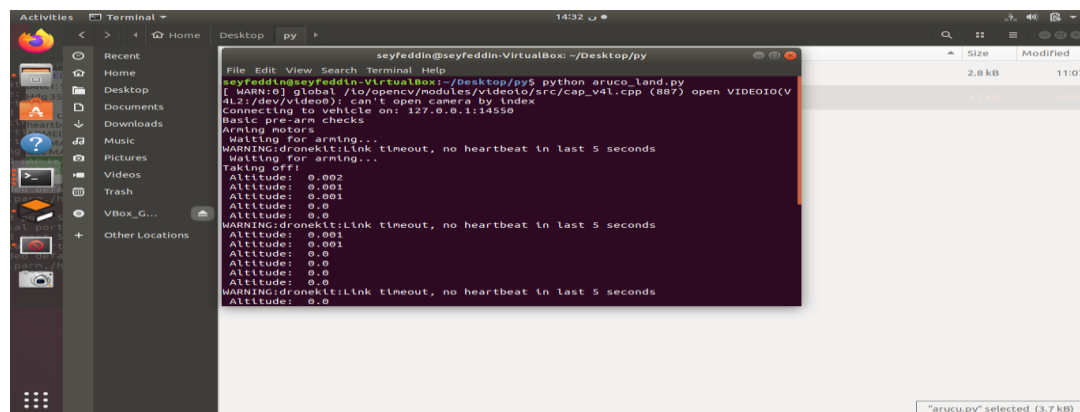 Activities
Terminal
14:32 ن
Home
Desktop
py
Recent
Home
Desktop
Documents
Downloads
Music
Pictures
Videos
Trash
VBox_G...
Other Locations
Size
Modified
2.8 kB
seyfeddin@seyfeddin-VirtualBox: ~/Desktop/py
File Edit View Search Terminal Help
seyfeddin@seyfeddin-VirtualBox:~/Desktop/py$ python aruco_land.py
[ WARN:0] global /io/opencv/modules/videoio/src/cap_v4l.cpp (887) open VIDEOIO(V
4L2:/dev/video0): can't open camera by index
Connecting to vehicle on: 127.0.0.1:14550
Basic pre-arm checks
Arming motors
Waiting for arming...
WARNING:dronekit:Link timeout, no heartbeat in last 5 seconds
Waiting for arming...
Taking off!
Altitude: 0.002
Altitude: 0.001
Altitude: 0.001
Altitude: 0.0
Altitude: 0.0
WARNING:dronekit:Link timeout, no heartbeat in last 5 seconds
Altitude: 0.001
Altitude: 0.001
Altitude: 0.0
Altitude: 0.0
Altitude: 0.0
Altitude: 0.0
WARNING:dronekit:Link timeout, no heartbeat in last 5 seconds
Altitude: 0.0
"arucu.py" selected (3.7 kB)